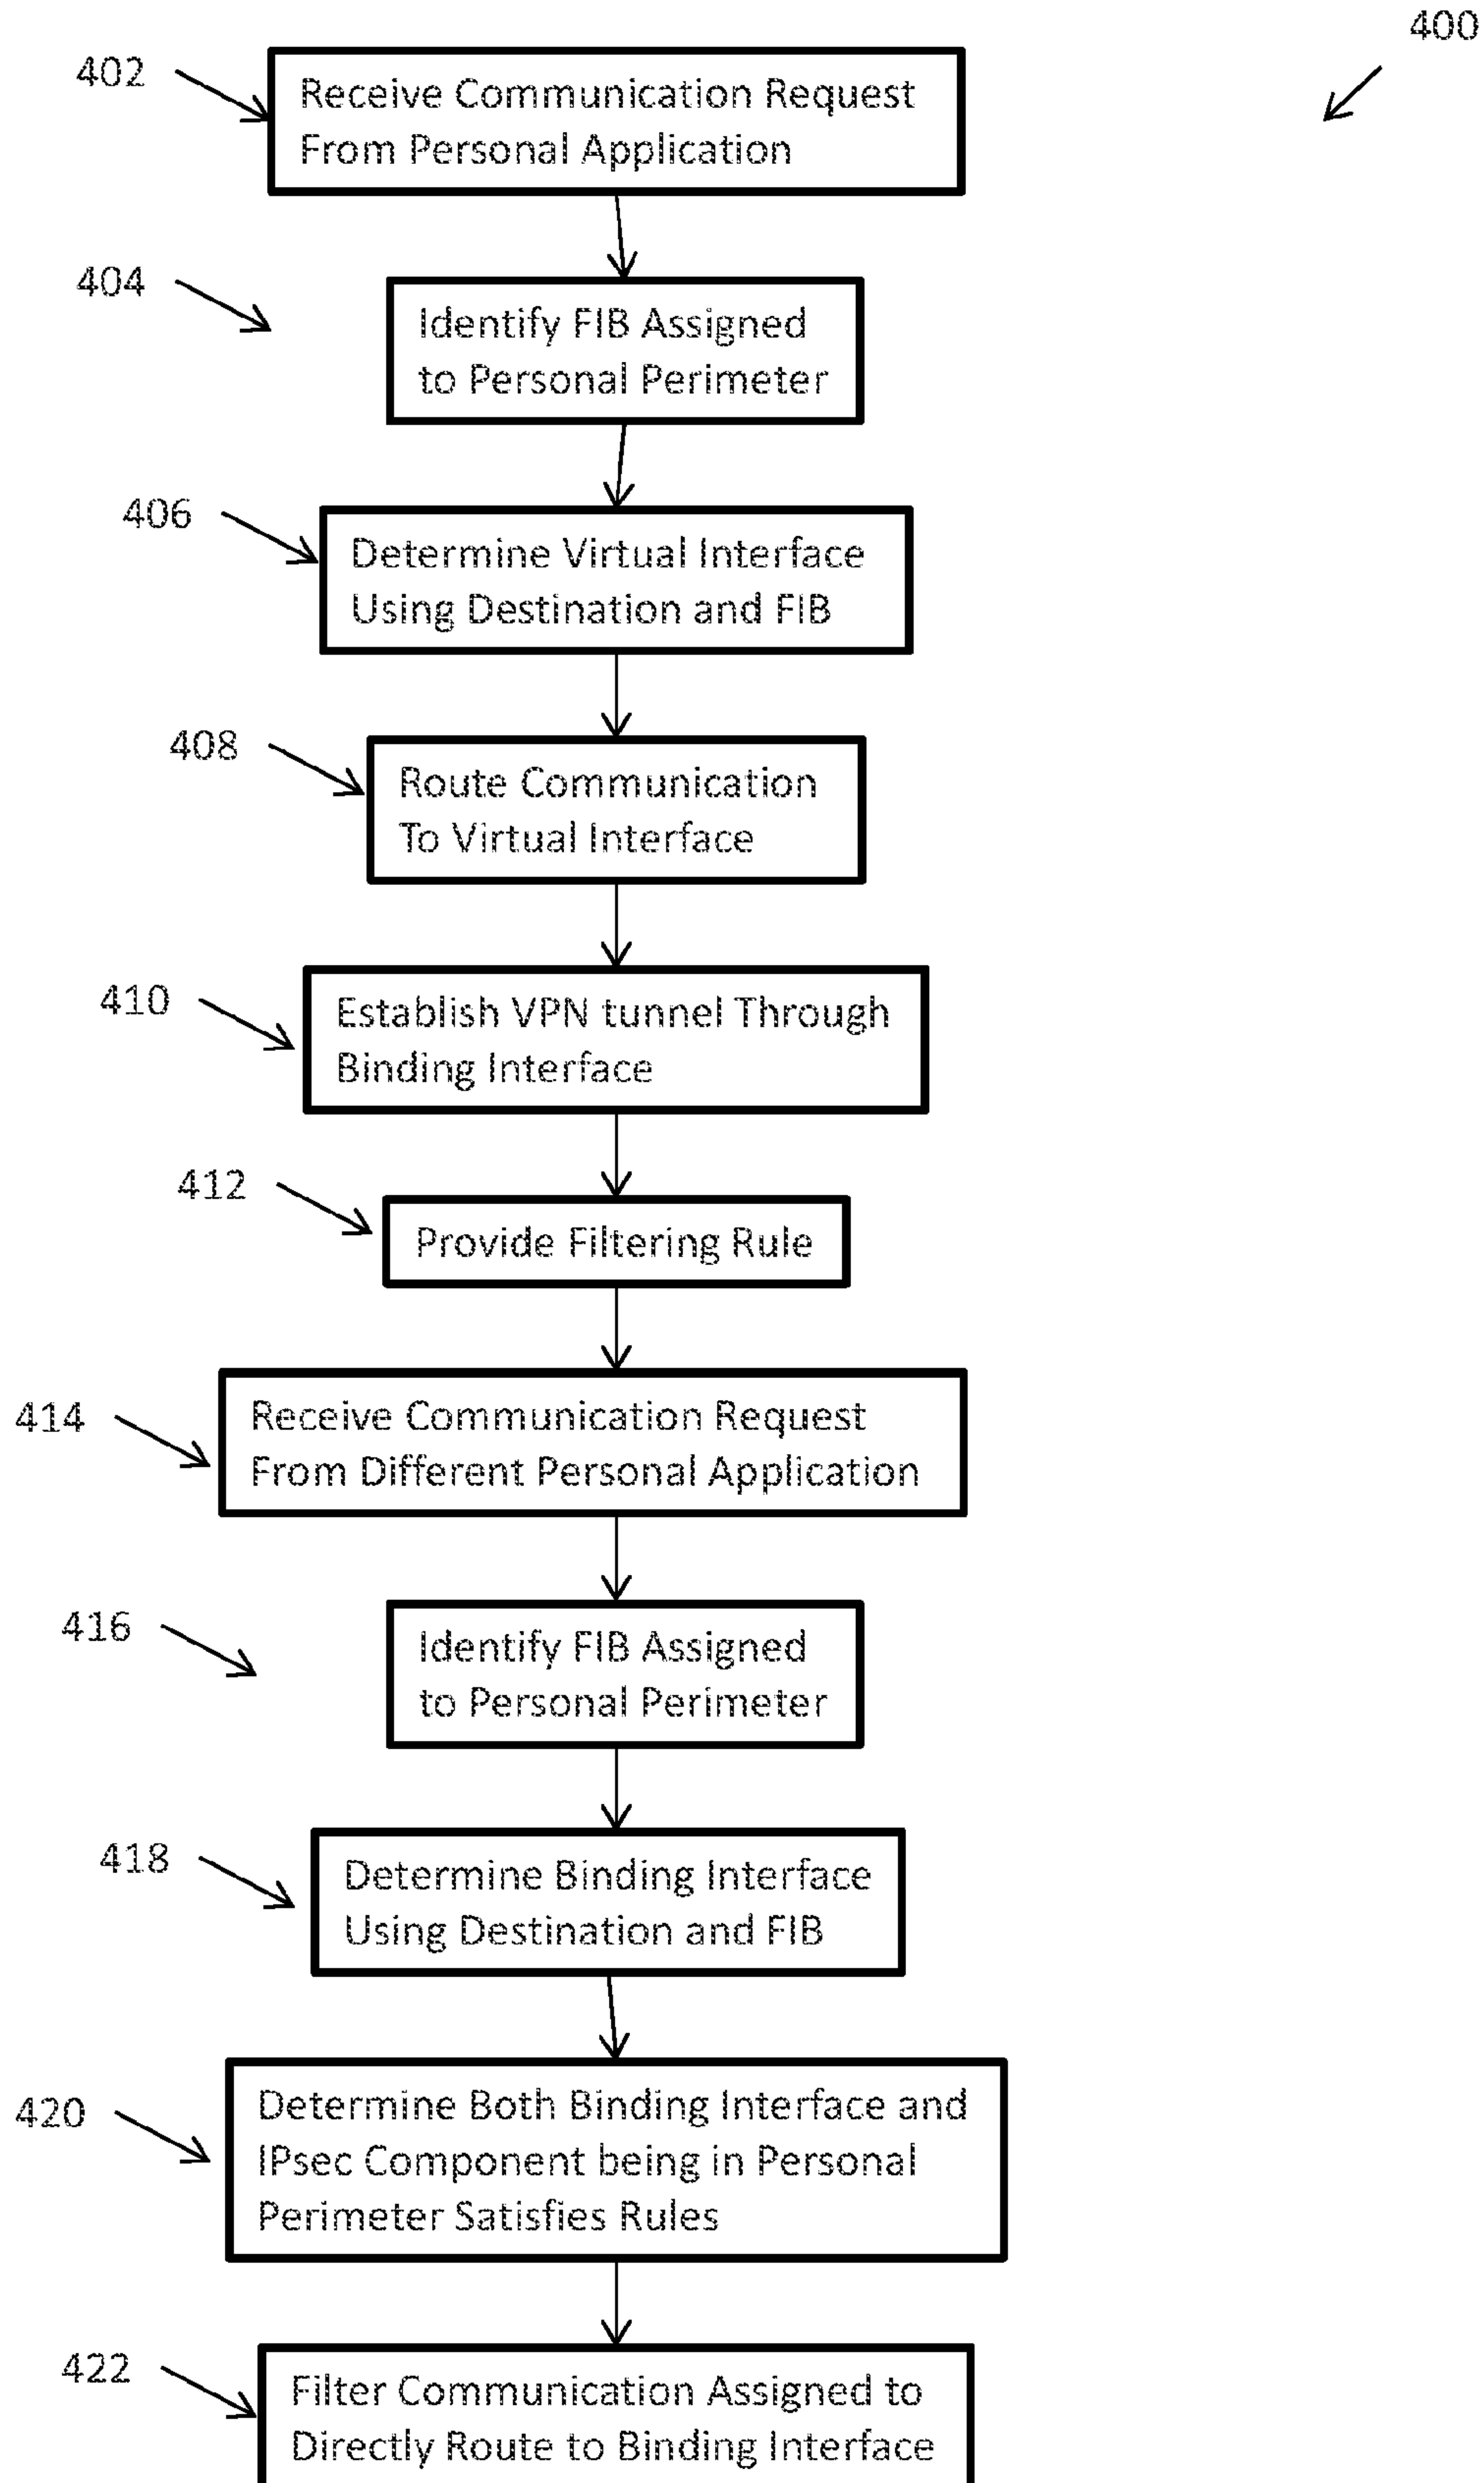 400
402
Receive Communication Request
From Personal Application
404
Identify FIB Assigned
to Personal Perimeter
406
Determine Virtual Interface
Using Destination and FIB
408
Route Communication
To Virtual Interface
410
Establish VPN tunnel Through
Binding Interface
412
Provide Filtering Rule
414
Receive Communication Request
From Different Personal Application
416
Identify FIB Assigned
to Personal Perimeter
418
Determine Binding Interface
Using Destination and FIB
420
Determine Both Binding Interface and
IPsec Component being in Personal
Perimeter Satisfies Rules
422
Filter Communication Assigned to
Directly Route to Binding Interface